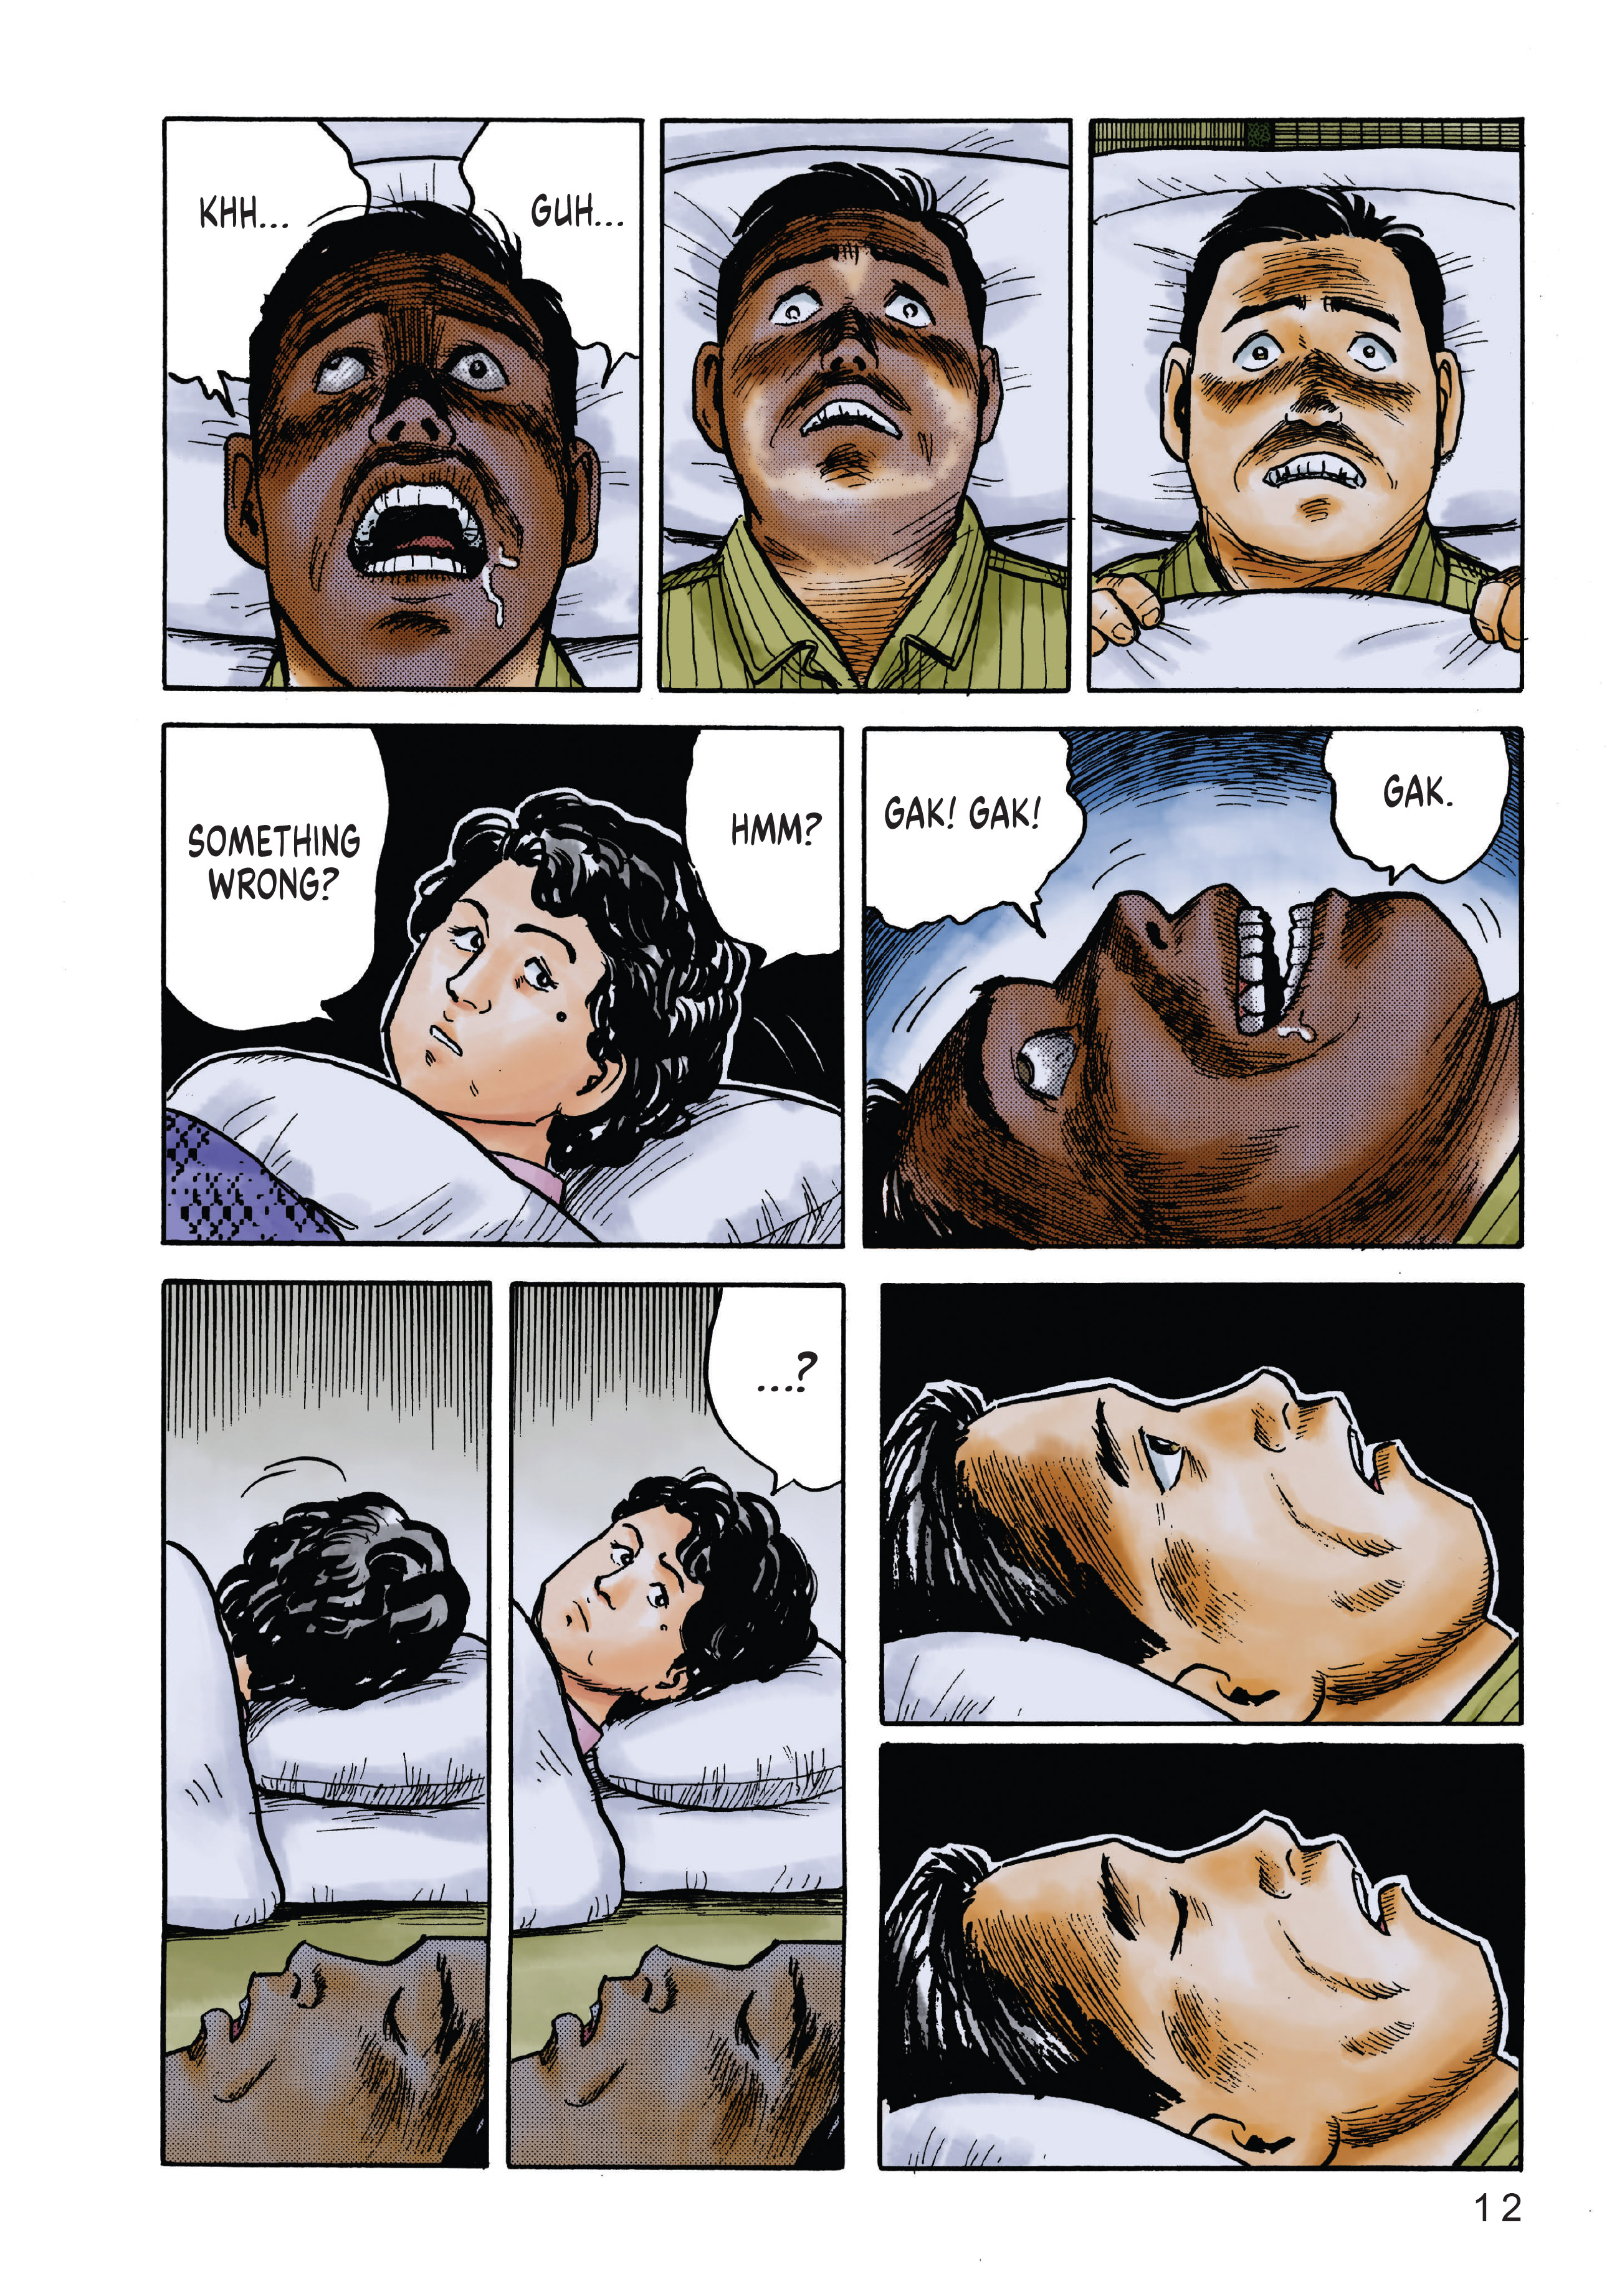 GUH...
KHH...
GAK.
GAK! GAK!
HMM?
SOMETHING
WRONG?
....?
12